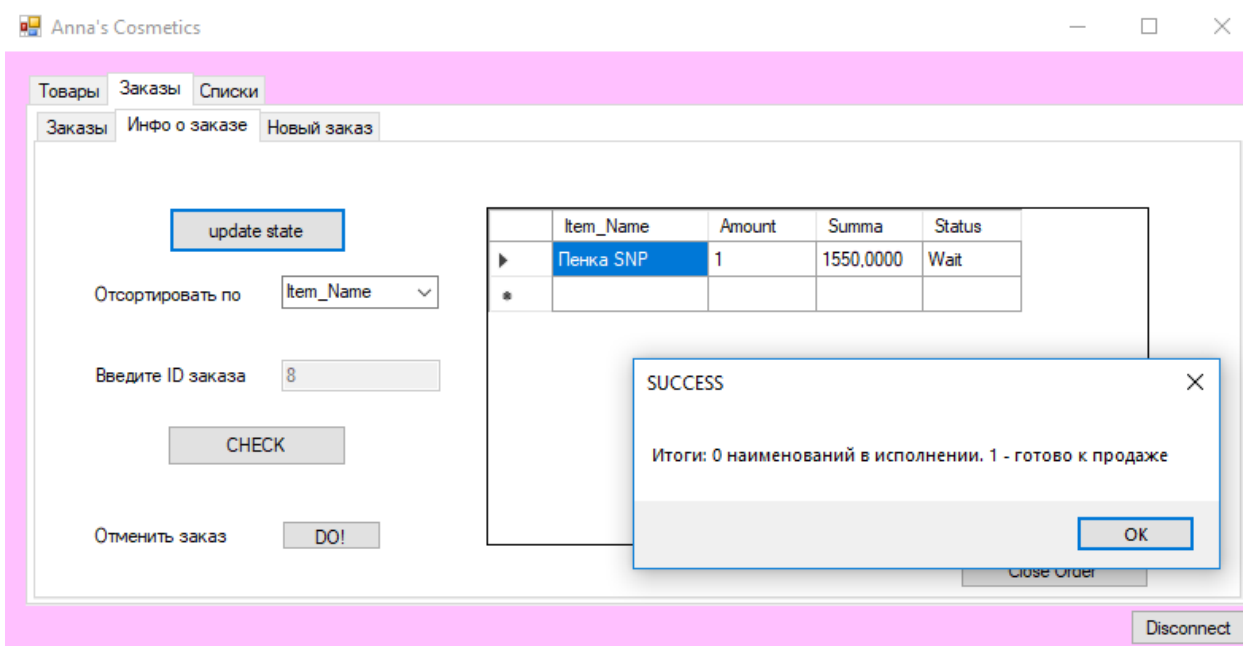 Anna's Cosmetics
Товары Заказы Списки
Заказы Инфо о заказе Новый заказ
update state
Отсортировать по Item_Name
Введите ID заказа 8
CHECK
Отменить заказ DO!
Item_Name Amount Summa Status
Пенка SNP 1 1550,0000 Wait
SUCCESS
Итоги: 0 наименований в исполнении. 1 - готово к продаже
OK
Close Order
Disconnect